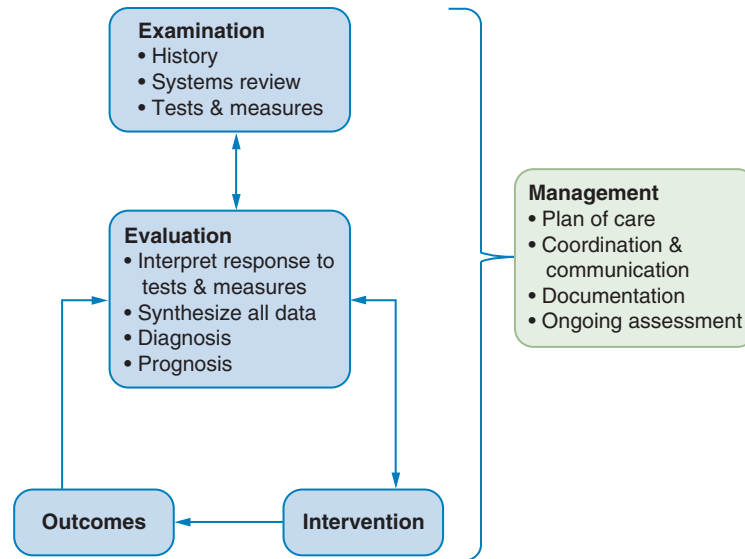 Examination
• History
• Systems review
• Tests & measures
Evaluation
• Interpret response to
tests & measures
• Synthesize all data
• Diagnosis
• Prognosis
Management
• Plan of care
• Coordination &
communication
• Documentation
• Ongoing assessment
Outcomes
Intervention